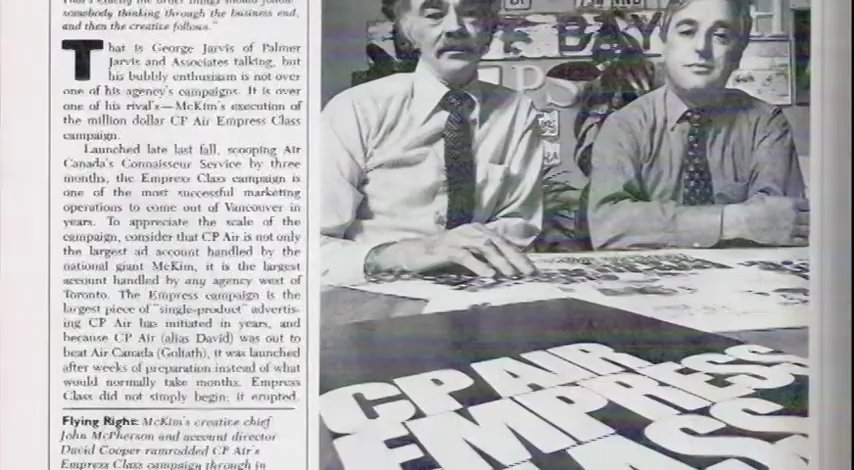 That's exactly the other things should follow
somebody thinking through the business end,
and then the creative follows."
That is George Jarvis of Palmer
Jarvis and Associates talking, but
his bubbly enthusiasm is not over
one of his agency's campaigns. It is over
one of his rival's—McKim's execution of
the million dollar CP Air Empress Class
campaign.
Launched late last fall, scooping Air
Canada's Connaisseur Service by three
months, the Empress Class campaign is
one of the most successful marketing
operations to come out of Vancouver in
years. To appreciate the scale of the
campaign, consider that CP Air is not only
the largest ad account handled by the
national giant McKim, it is the largest
account handled by any agency west of
Toronto. The Empress campaign is the
largest piece of "single-product" advertis-
ing CP Air has initiated in years, and
because CP Air (alias David) was out to
beat Air Canada (Goliath), it was launched
after weeks of preparation instead of what
would normally take months. Empress
Class did not simply begin; it erupted.
Flying Right: McKim's creative chief
John McPherson and account director
David Cooper ramrodded CP Air's
Empress Class campaign through in
DAY
PS
CP AIR
EMPRESS